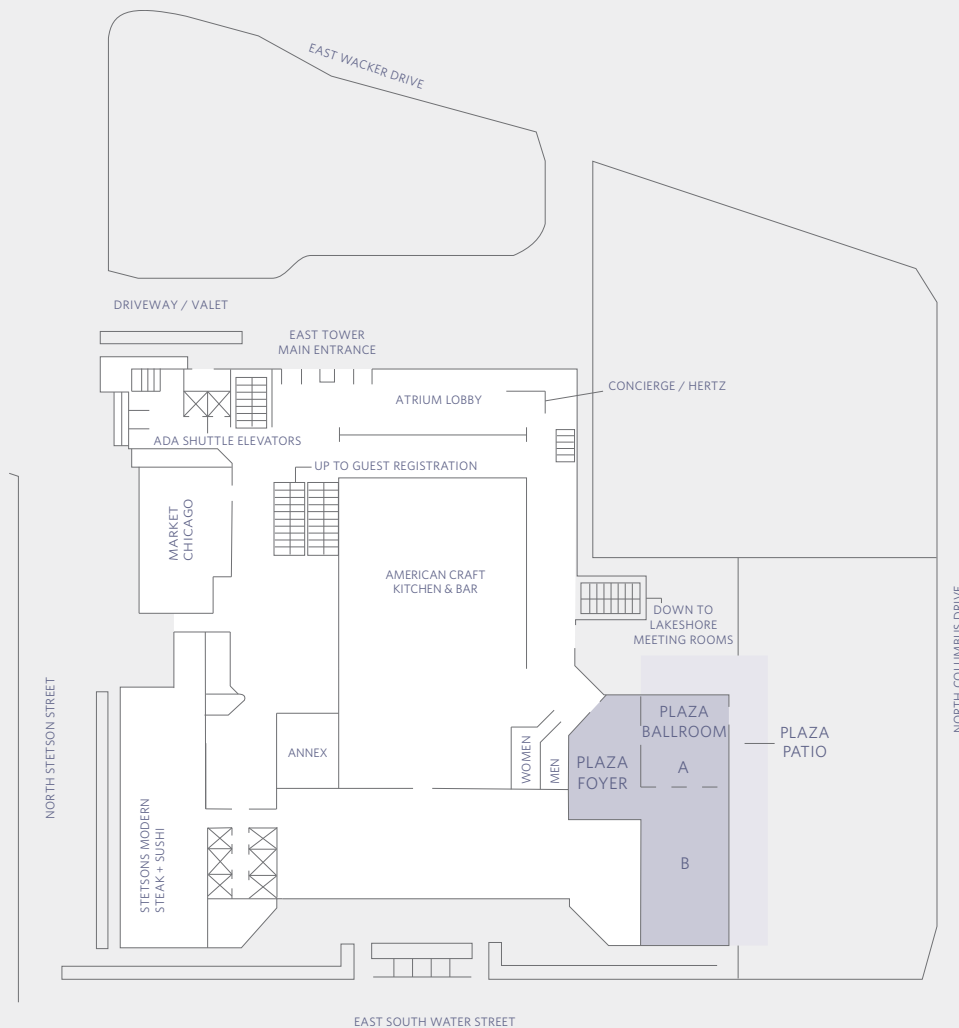 EAST WACKER DRIVE
DRIVEWAY / VALET
EAST TOWER
MAIN ENTRANCE
CONCIERGE / HERTZ
ATRIUM LOBBY
ADA SHUTTLE ELEVATORS
UP TO GUEST REGISTRATION
MARKET
CHICAGO
AMERICAN CRAFT
KITCHEN & BAR
DOWN TO
LAKESHORE
MEETING ROOMS
NORTH COLUMBUS DRIVE
NORTH STETSON STREET
PLAZA
BALLROOM
A
PLAZA
PATIO
PLAZA
FOYER
WOMEN
MEN
ANNEX
B
STETSONS MODERN
STEAK + SUSHI
EAST SOUTH WATER STREET